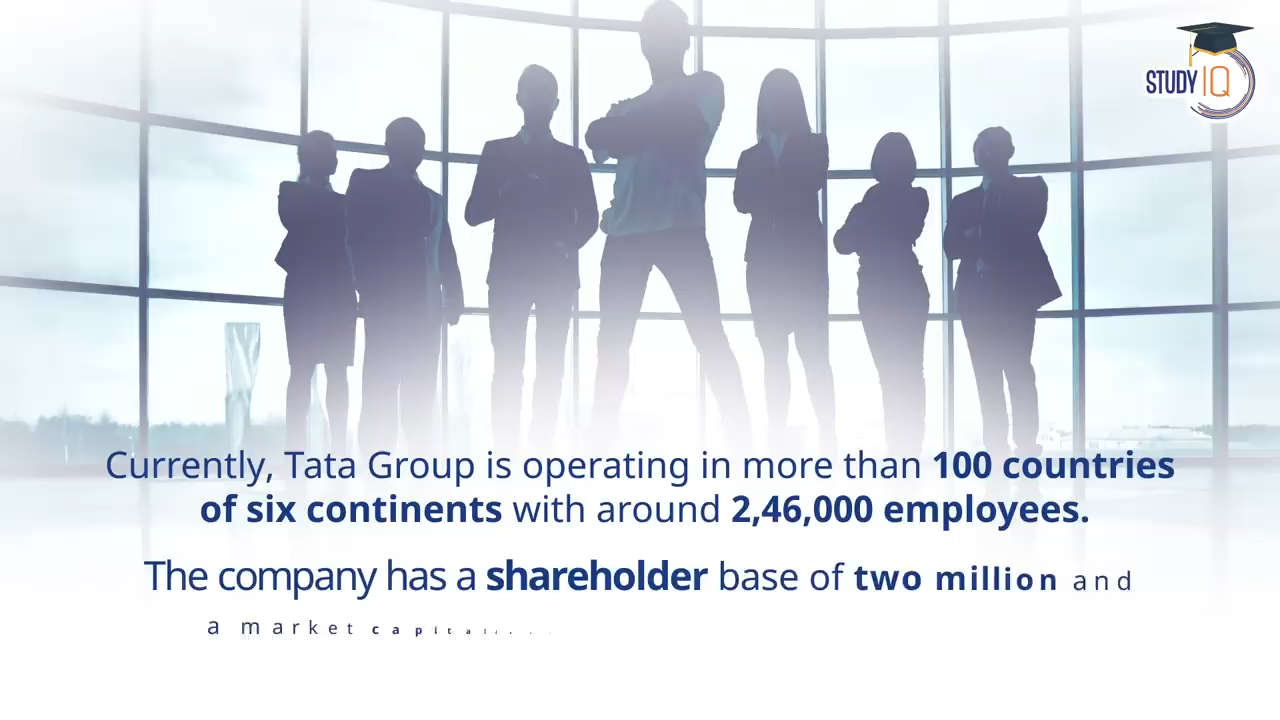 STUDY IQ
Currently, Tata Group is operating in more than 100 countries
of six continents with around 2,46,000 employees.
The company has a shareholder base of two million and
a market